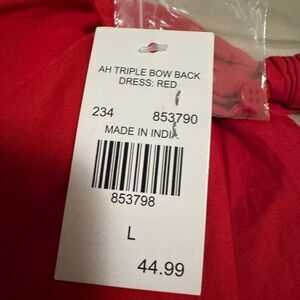 AH TRIPLE BOW BACK
DRESS: RED
234 853790
MADE IN INDIA
853798
L
44.99